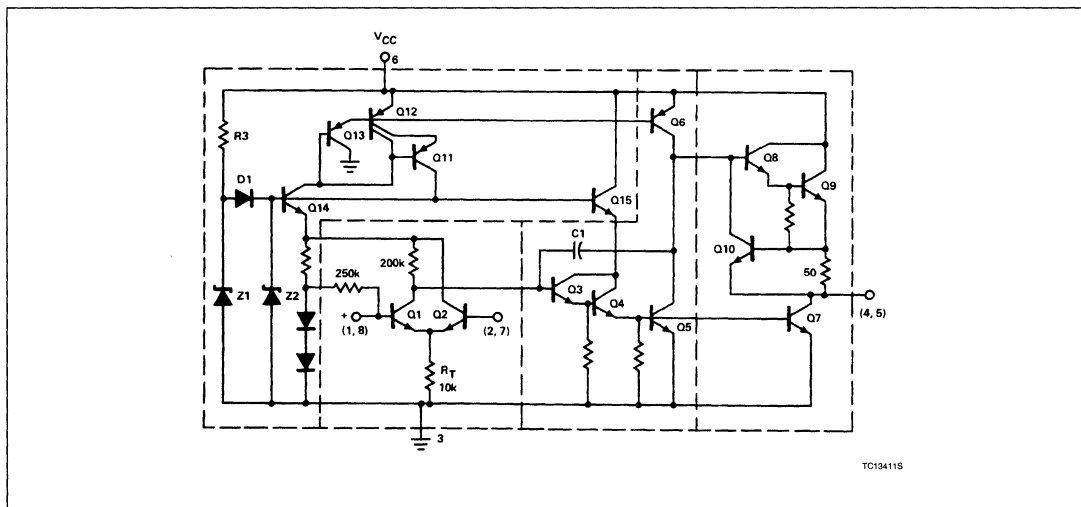 VCC
6
Q12
Q6
R3
Q13
Q11
Q8
D1
Q9
Q14
Q15
C1
Q10
200k
50
250k
Q3
Z1
Z2
Q4
+
(1, 8)
Q1
Q2
(2, 7)
Q5
Q7
(4, 5)
RT
10k
3
TC13411S